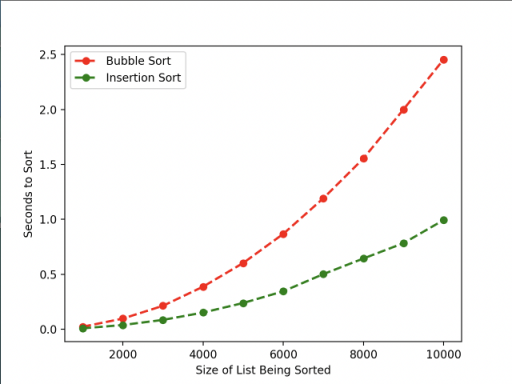 2.5
2.0
1.5
1.0
0.5
0.0
Seconds to Sort
Bubble Sort
Insertion Sort
2000 4000 6000 8000 10000
Size of List Being Sorted